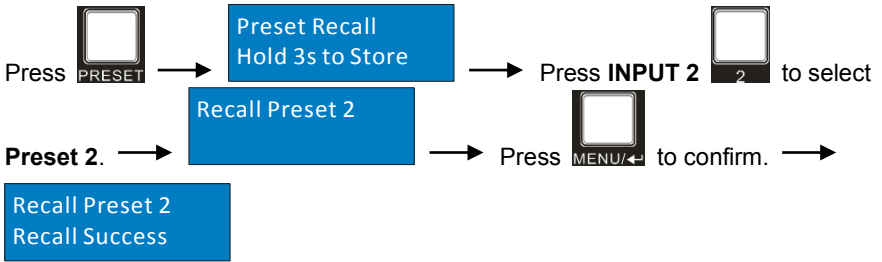 Preset Recall
Hold 3s to Store
Press PRESET Press INPUT 2 2 to select
Recall Preset 2
Preset 2. Press MENU/↵ to confirm.
Recall Preset 2
Recall Success